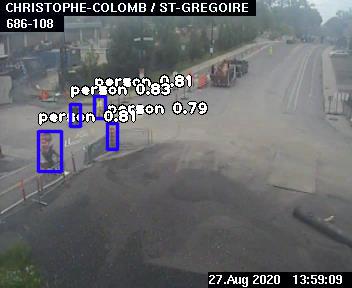 CHRISTOPHE-COLOMB / ST-GREGOIRE
686-108
person 0.81
person 0.83
person 0.79
person 0.81
27.Aug 2020 13:59:09